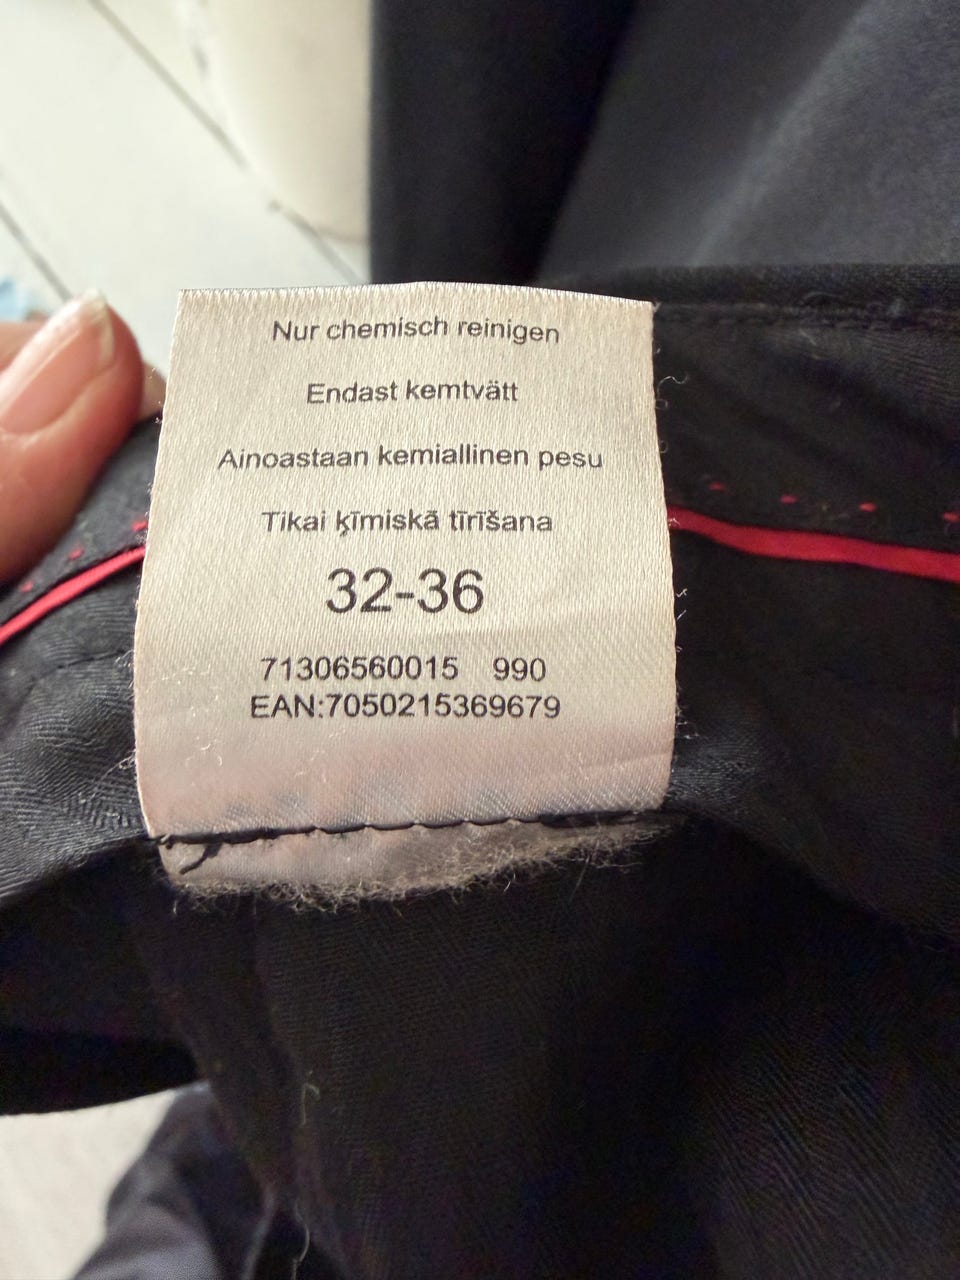 Nur chemisch reinigen
Endast kemtvätt
Ainoastaan kemiallinen pesu
Tikai ķīmiskā tīrīšana
32-36
71306560015 990
EAN:7050215369679